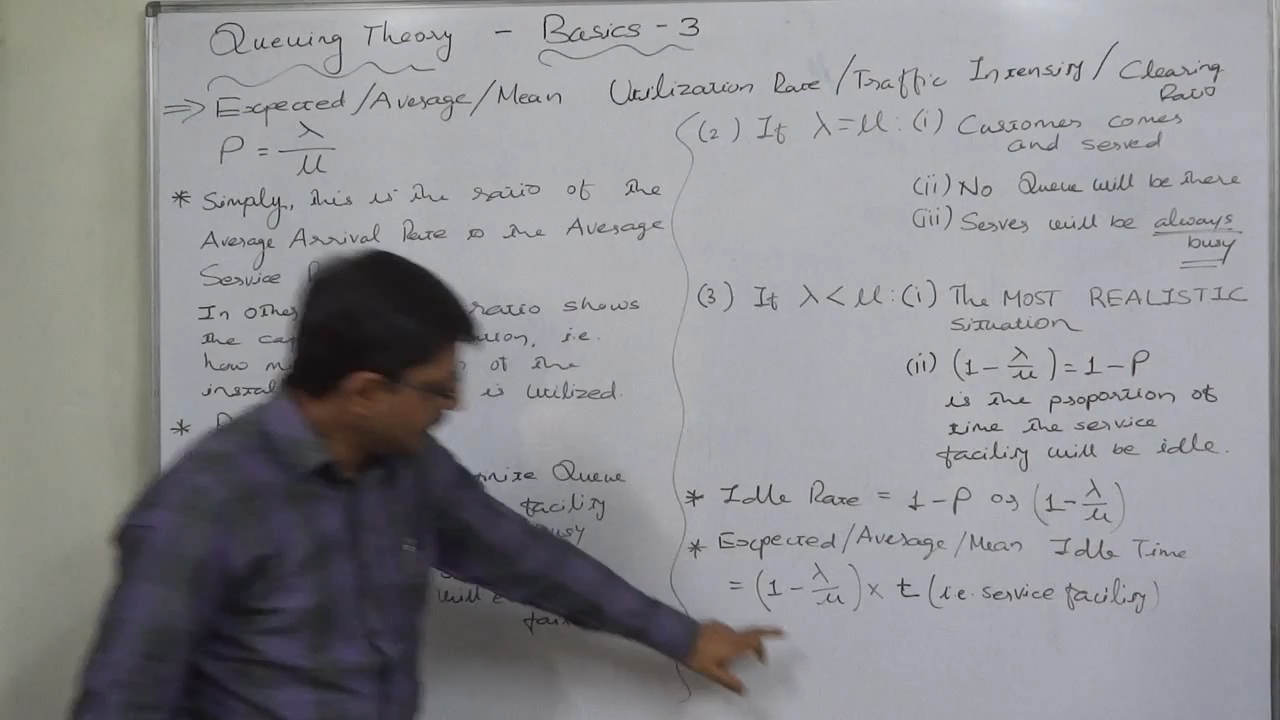 Queuing Theory - Basics - 3
⇒ Expected/Average/Mean Utilization Rate/Traffic Intensity/Clearing Ratio
ρ = λ/μ
* Simply, this is the ratio of the
Average Arrival Rate to the Average
Service
In ratio shows
the
how of the
is utilized.
*
Queue
facility
busy
will
(2) If λ=μ: (i) Customer comes
and served
(ii) No Queue will be there
(iii) Server will be always
busy
(3) If λ<μ: (i) The MOST REALISTIC
situation
(ii) (1-λ/μ)=1-ρ
is the proportion of
time the service
facility will be idle.
* Idle Rate = 1-ρ or (1-λ/μ)
* Expected/Average/Mean Idle Time
= (1-λ/μ) × t (i.e. service facility)